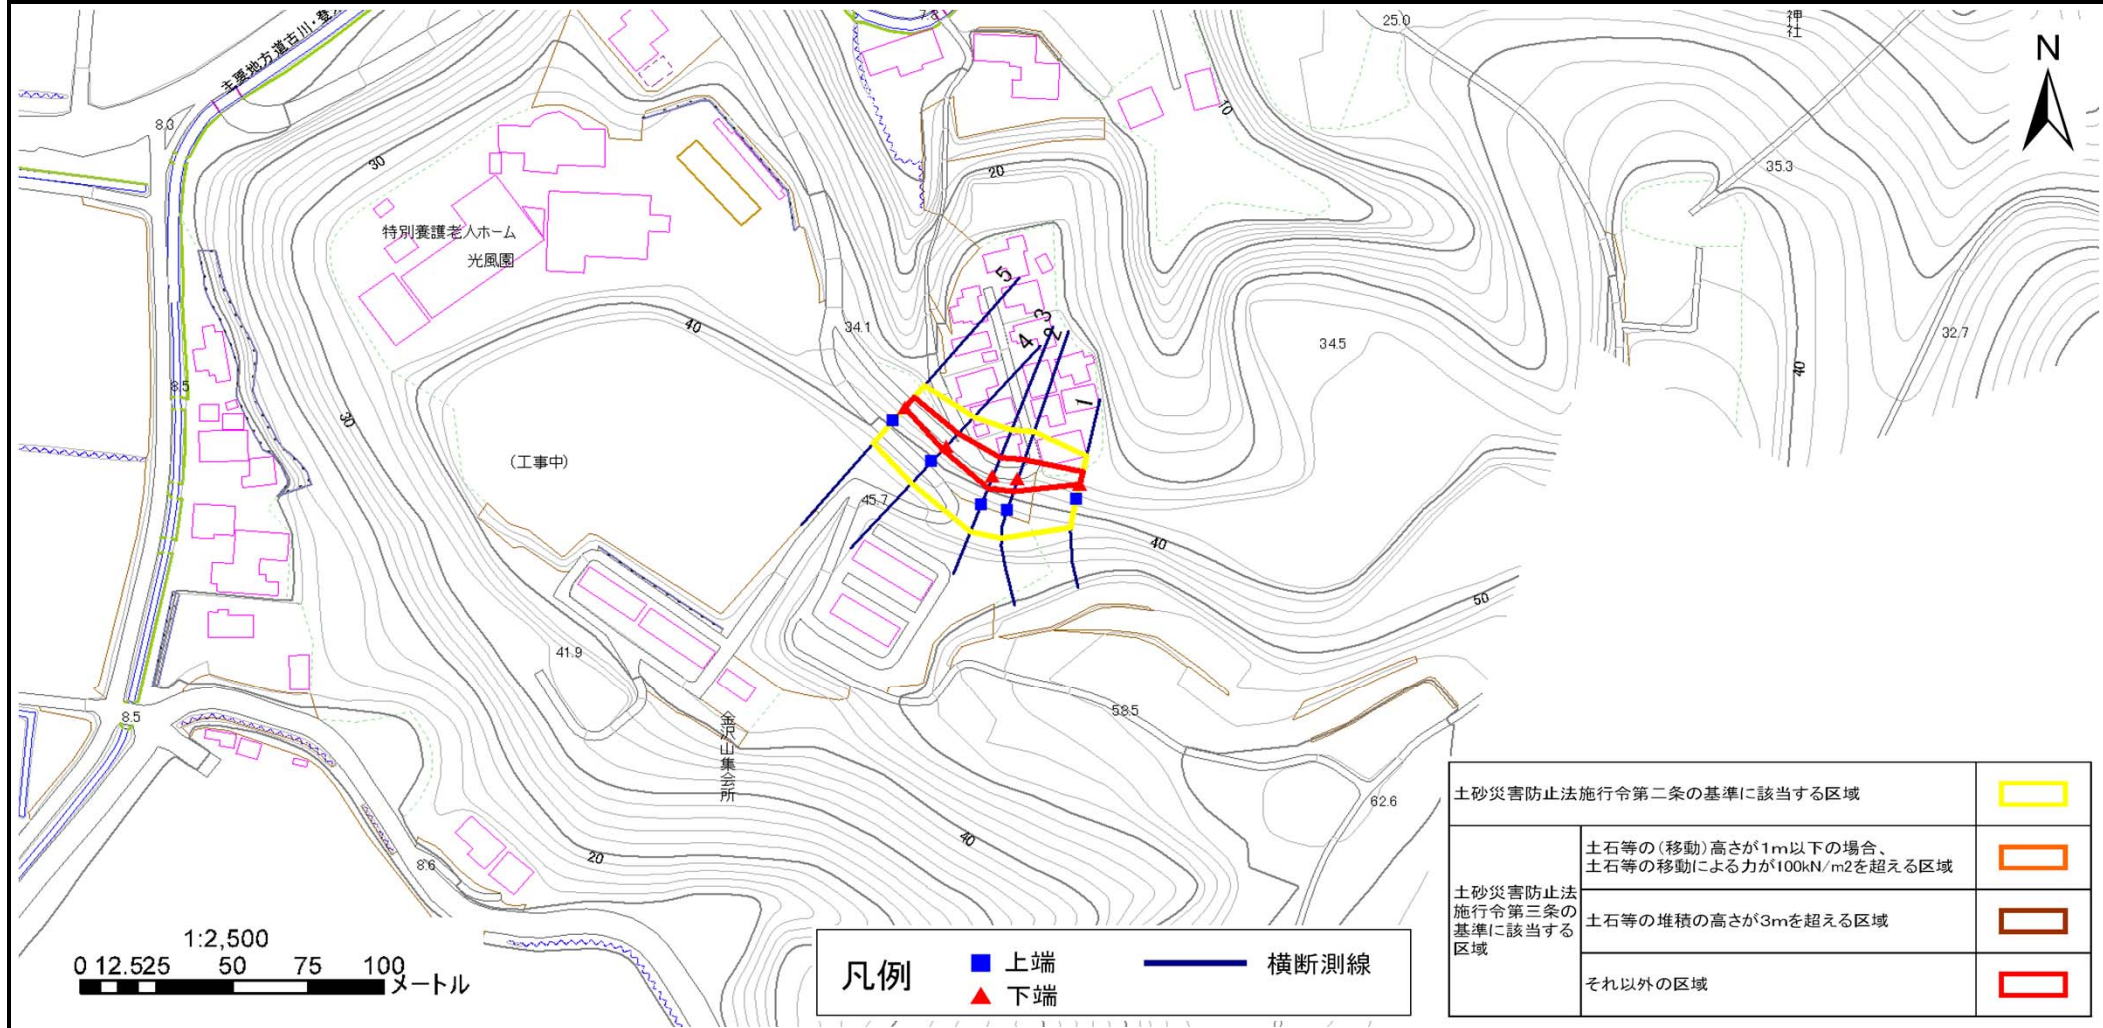 主要地方道古川・登
7.3
25.0
神社
N
8.3
30
10
20
35.3
特別養護老人ホーム
光風園
5
40
34.1
3
2
4
34.5
32.7
40
8.5
1
30
(工事中)
45.7
40
50
41.9
58.5
8.5
金沢山集会所
62.6
40
20
8.6
1:2,500
0 12.525 50 75 100
メートル
凡例
上端
下端
横断測線
土砂災害防止法施行令第二条の基準に該当する区域
土砂災害防止法
施行令第三条の
基準に該当する
区域
土石等の(移動)高さが1m以下の場合、
土石等の移動による力が100kN/m2を超える区域
土石等の堆積の高さが3mを超える区域
それ以外の区域